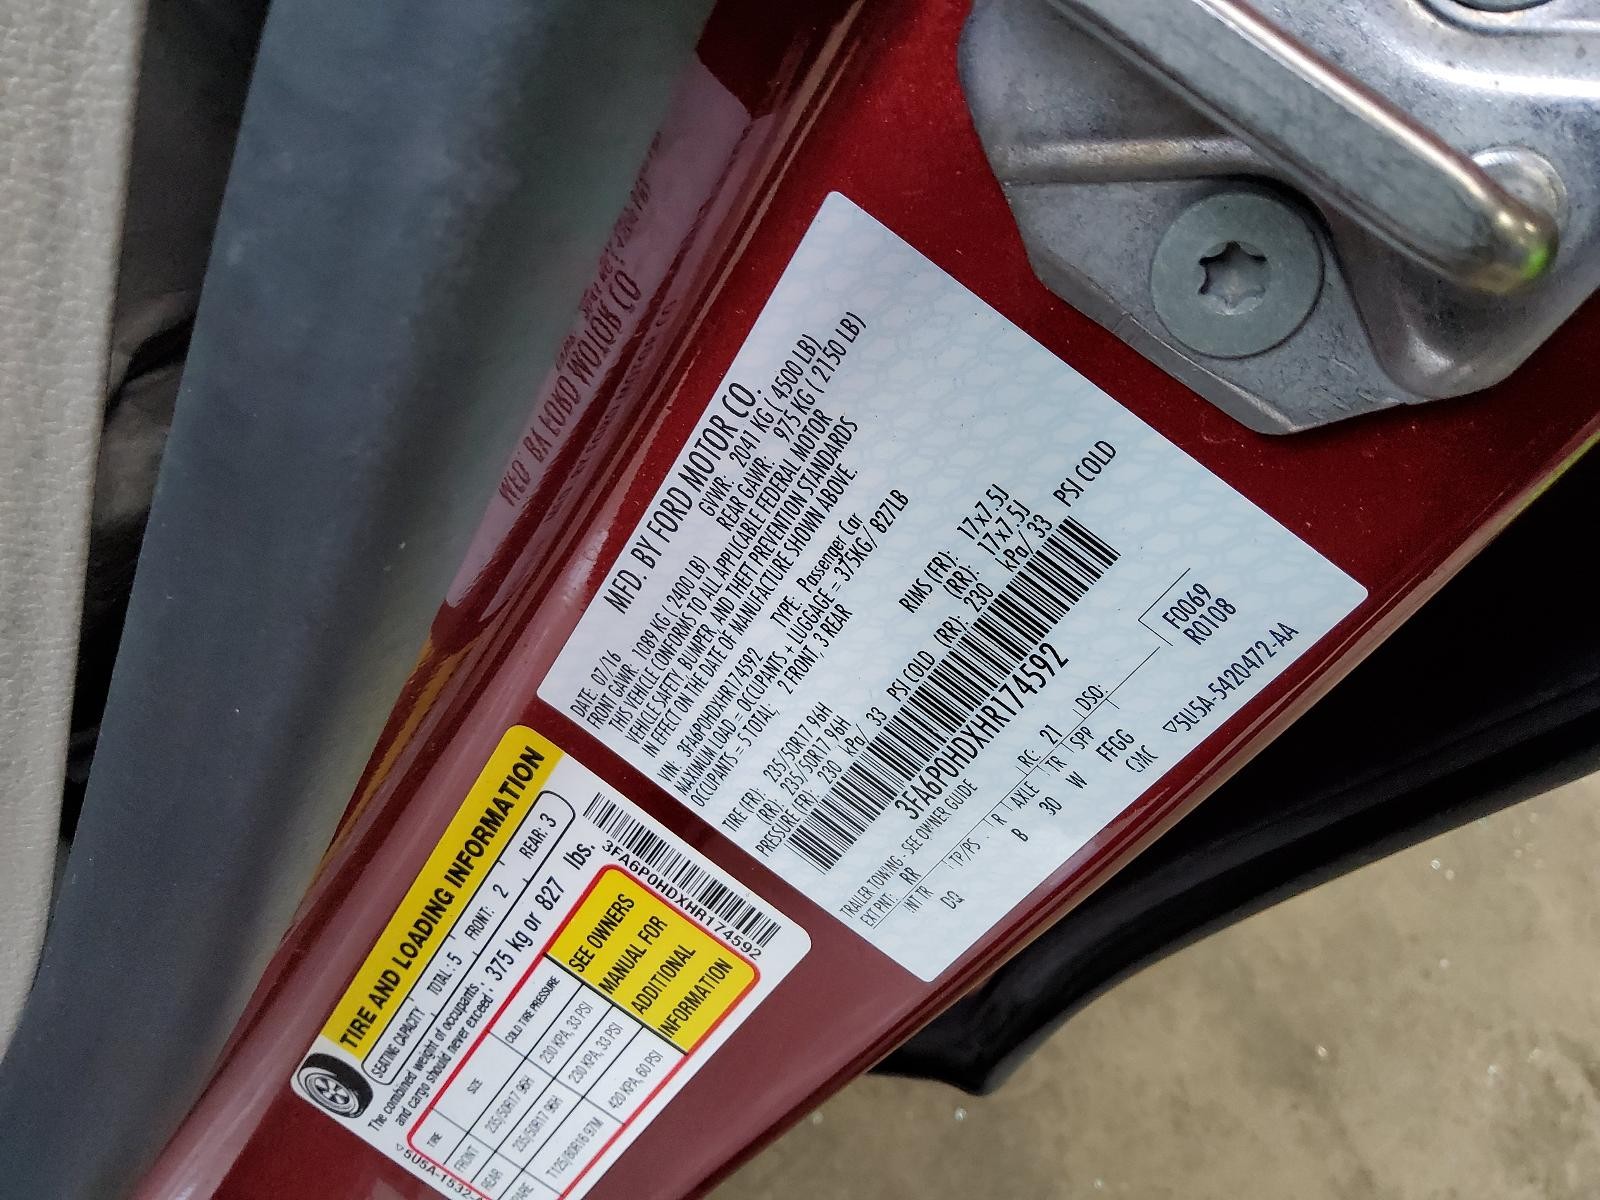 MFD. BY FORD MOTOR CO.
DATE: 07/16 GVWR: 2041 KG ( 4500 LB)
FRONT GAWR: 1089 KG ( 2400 LB) REAR GAWR: 975 KG ( 2150 LB)
THIS VEHICLE CONFORMS TO ALL APPLICABLE FEDERAL MOTOR
VEHICLE SAFETY, BUMPER, AND THEFT PREVENTION STANDARDS
IN EFFECT ON THE DATE OF MANUFACTURE SHOWN ABOVE.
VIN: 3FA6P0HDXHR174592 TYPE: Passenger Car
MAXIMUM LOAD = OCCUPANTS + LUGGAGE = 375KG/ 827LB
OCCUPANTS = 5 TOTAL, 2 FRONT, 3 REAR
TIRE (FR): 235/50R17 96H RIMS (FR): 17x7.5J
(RR): 235/50R17 96H (RR): 17x7.5J
PRESSURE (FR): 230 kPa/ 33 PSI COLD (RR): 230 kPa/ 33 PSI COLD
3FA6P0HDXHR174592
TRAILER TOWING - SEE OWNER GUIDE
EXT PNT: RR RC: 21 DSO: F0069
R0108
INT TR TP/PS R AXLE TR SPP
DQ B 30 W FFGG
▽5U5A-5420472-AA
TIRE AND LOADING INFORMATION
SEATING CAPACITY TOTAL: 5 FRONT: 2 REAR: 3
The combined weight of occupants
and cargo should never exceed: 375 kg or 827 lbs.
TIRE SIZE COLD TIRE PRESSURE
FRONT 235/50R17 96H 230 KPA, 33 PSI
REAR 235/50R17 96H 230 KPA, 33 PSI
T125/80R16 97M 420 KPA, 60 PSI
SEE OWNERS
MANUAL FOR
ADDITIONAL
INFORMATION
3FA6P0HDXHR174592
5U5A-1532-